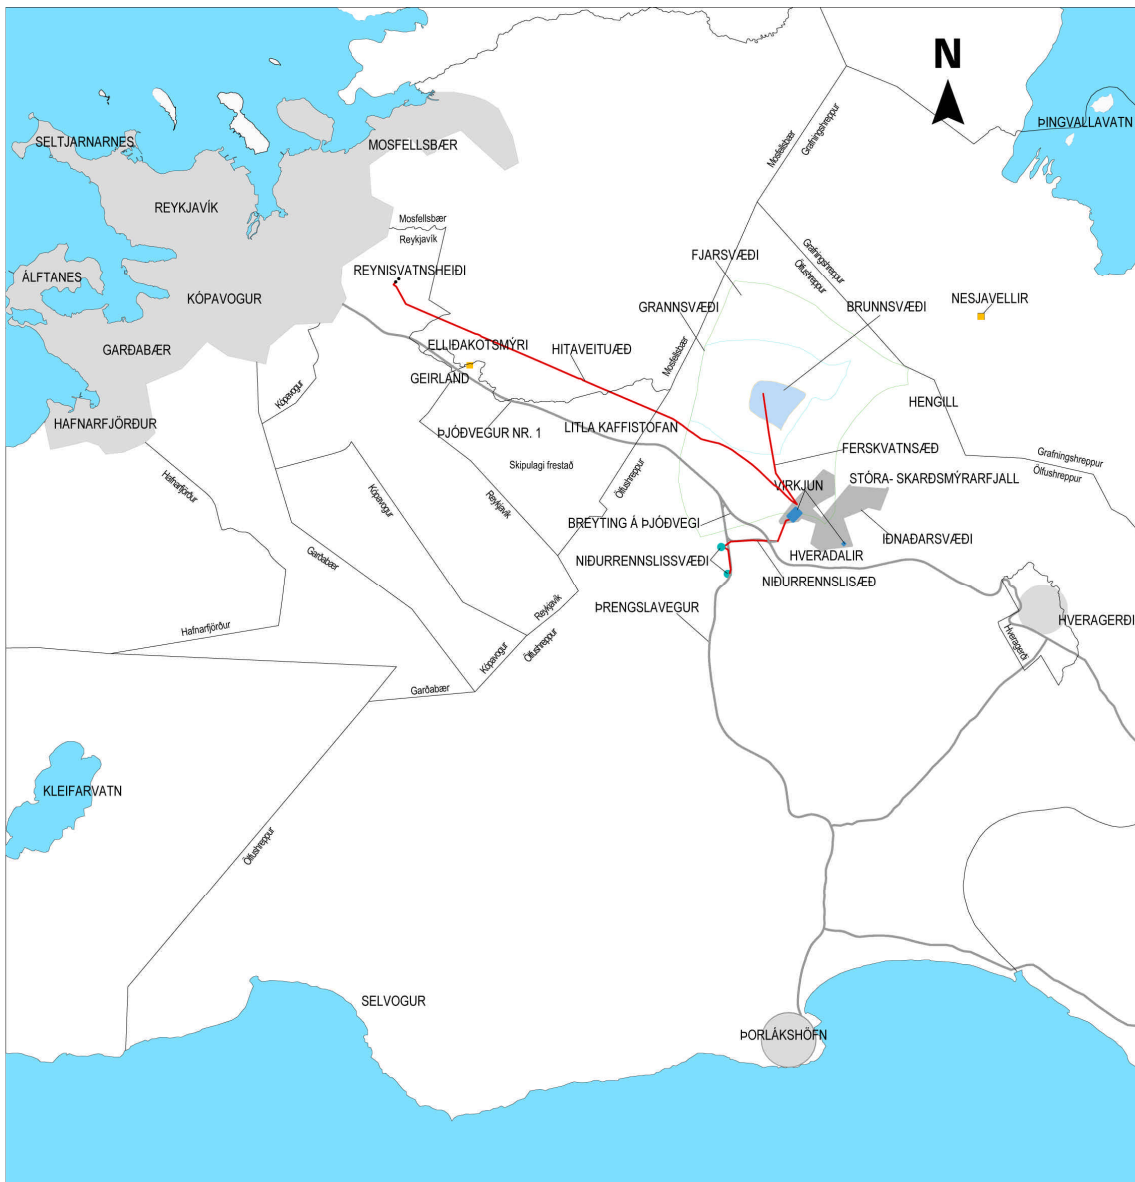 N
ÞINGVALLAVATN
SELTJARNARNES
MOSFELLSBÆR
Mosfellsbær
Grafningshreppur
REYKJAVÍK
Mosfellsbær
Reykjavík
Grafningshreppur
Ölfushreppur
FJARSVÆÐI
REYNISVATNSHEIÐI
ÁLFTANES
KÓPAVOGUR
NESJAVELLIR
GRANNSVÆÐI
BRUNNSVÆÐI
ELLIÐAKOTSMÝRI
GARÐABÆR
HITAVEITUÆÐ
Mosfellsbær
GEIRLAND
Kópavogur
HENGILL
HAFNARFJÖRÐUR
ÞJÓÐVEGUR NR. 1
LITLA KAFFISTOFAN
FERSKVATNSÆÐ
Grafningshreppur
Ölfushreppur
Skipulagi frestað
Hafnarfjörður
Kópavogur
Reykjavík
Ölfushreppur
STÓRA- SKARÐSMÝRARFJALL
VIRKJUN
BREYTING Á ÞJÓÐVEGI
IÐNAÐARSVÆÐI
Garðabær
NIÐURRENNSLISSVÆÐI
HVERADALIR
NIÐURRENNSLISÆÐ
Reykjavík
Ölfushreppur
ÞRENGSLAVEGUR
HVERAGERÐI
Hveragerði
Hafnarfjörður
Kópavogur
Garðabær
KLEIFARVATN
Ölfushreppur
SELVOGUR
ÞORLÁKSHÖFN